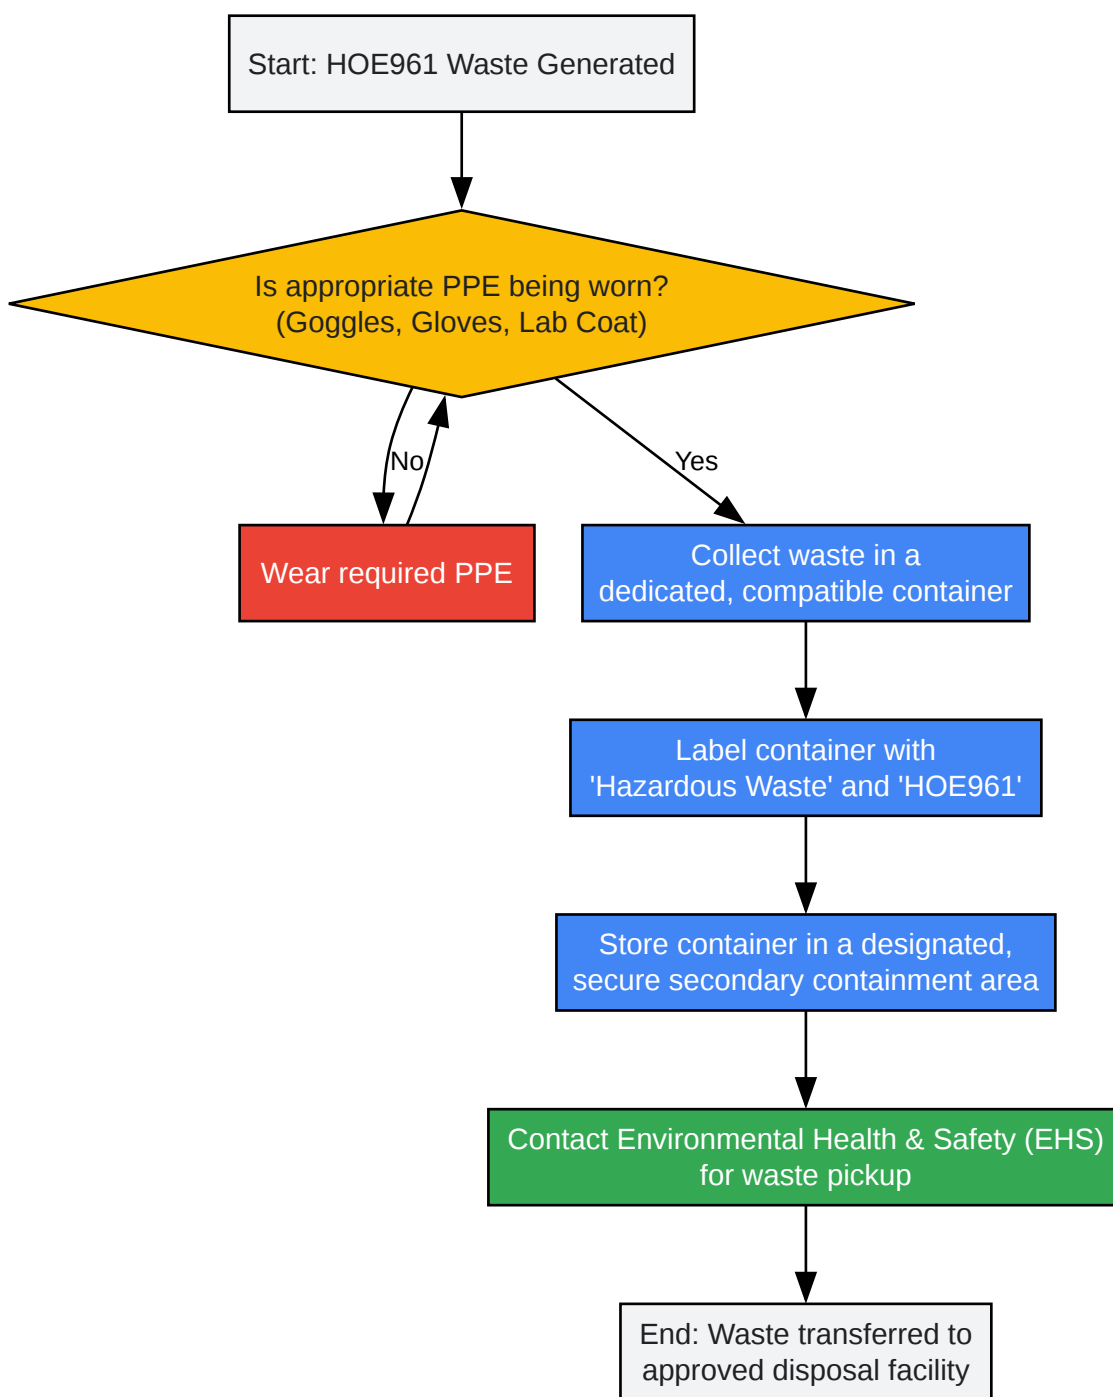 Start: HOE961 Waste Generated
Is appropriate PPE being worn?
(Goggles, Gloves, Lab Coat)
No
Yes
Wear required PPE
Collect waste in a
dedicated, compatible container
Label container with
'Hazardous Waste' and 'HOE961'
Store container in a designated,
secure secondary containment area
Contact Environmental Health & Safety (EHS)
for waste pickup
End: Waste transferred to
approved disposal facility